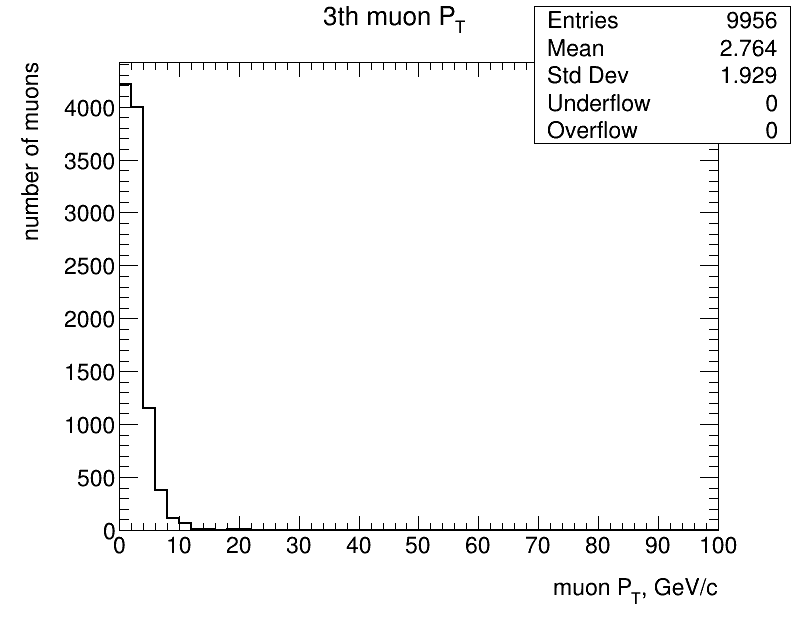 3th muon P_T
Entries 9956
Mean 2.764
Std Dev 1.929
Underflow 0
Overflow 0
number of muons
4000
3500
3000
2500
2000
1500
1000
500
0
0 10 20 30 40 50 60 70 80 90 100
muon P_T, GeV/c